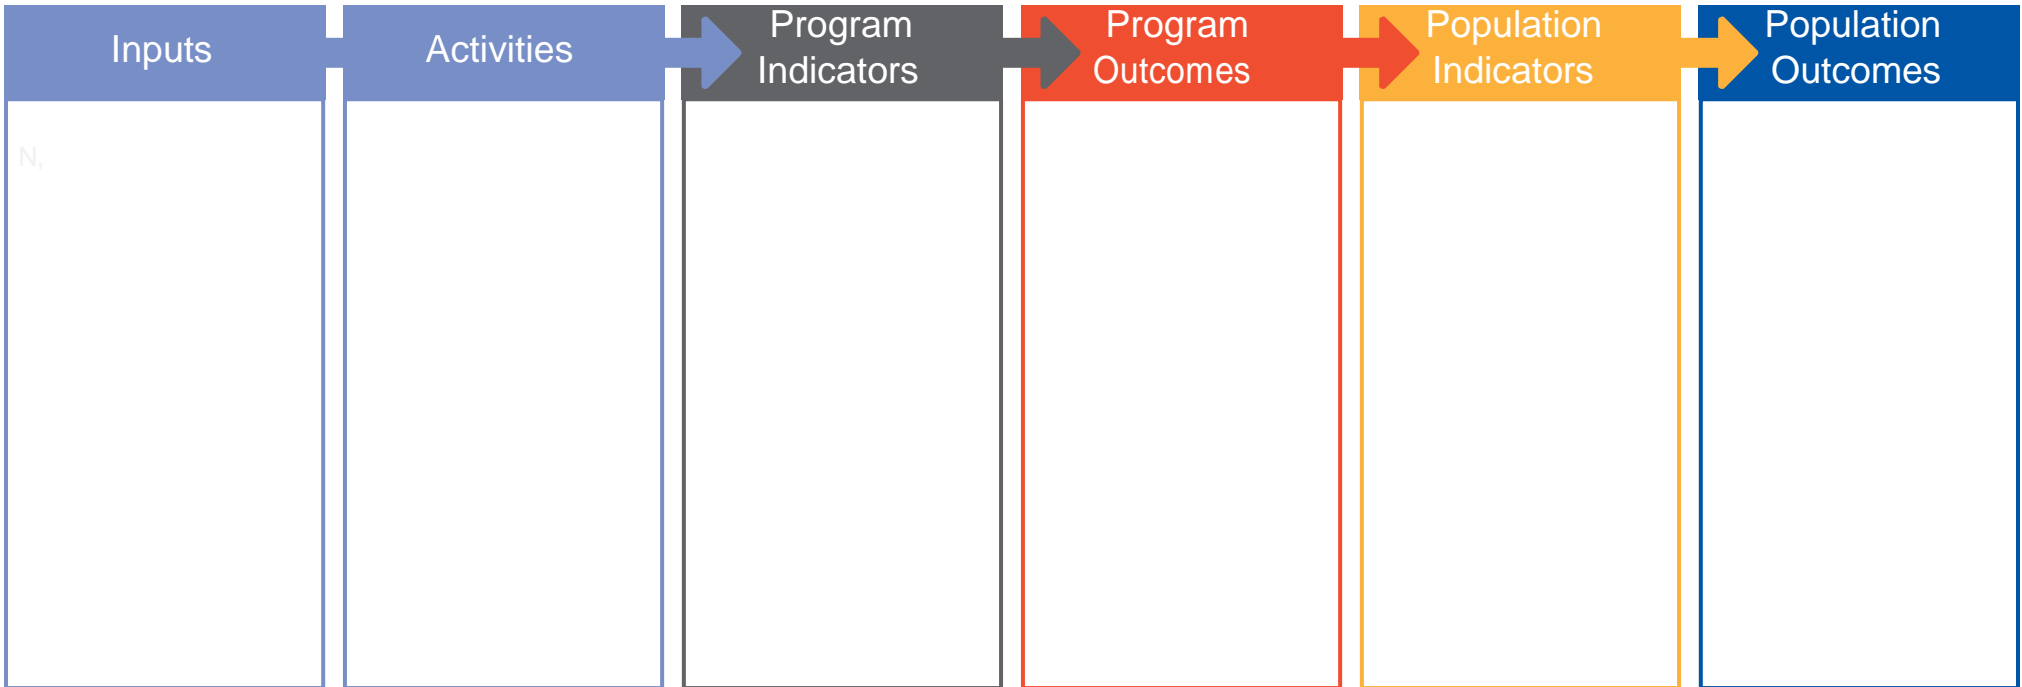 Inputs
Activities
Program
Indicators
Program
Outcomes
Population
Indicators
Population
Outcomes
N,